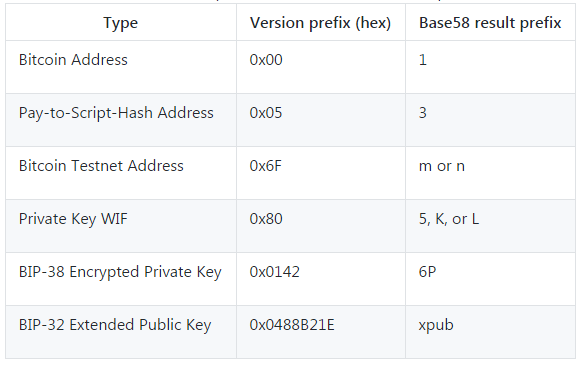 Type Version prefix (hex) Base58 result prefix
Bitcoin Address 0x00 1
Pay-to-Script-Hash Address 0x05 3
Bitcoin Testnet Address 0x6F m or n
Private Key WIF 0x80 5, K, or L
BIP-38 Encrypted Private Key 0x0142 6P
BIP-32 Extended Public Key 0x0488B21E xpub